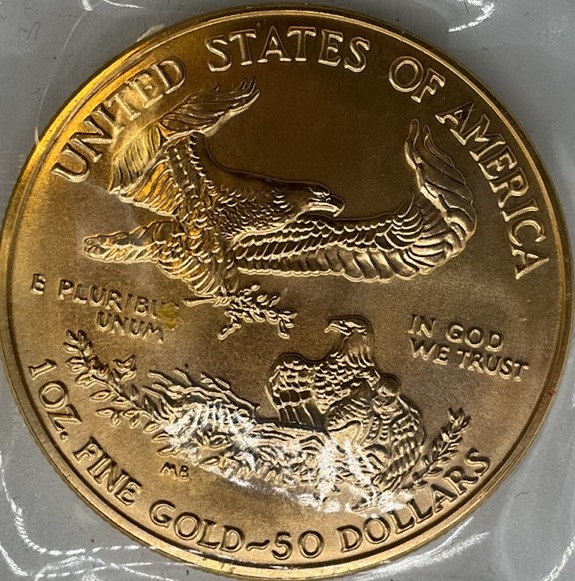 UNITED STATES OF AMERICA
E PLURIBUS
UNUM
IN GOD
WE TRUST
MB
1 OZ. FINE GOLD~50 DOLLARS